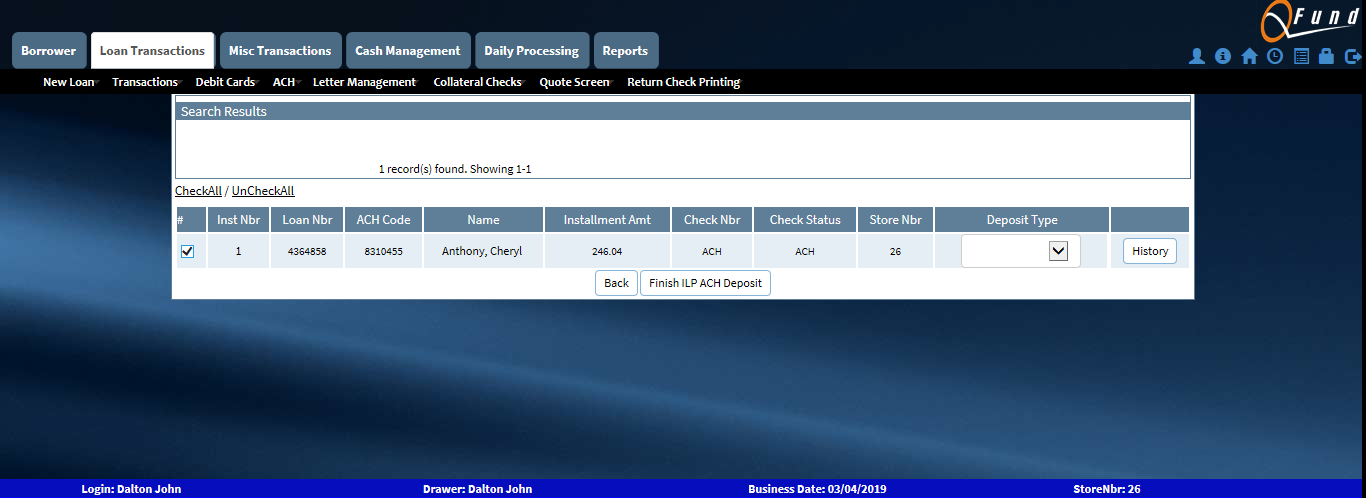 Fund
Borrower Loan Transactions Misc Transactions Cash Management Daily Processing Reports
New Loan Transactions Debit Cards ACH Letter Management Collateral Checks Quote Screen Return Check Printing
Search Results
1 record(s) found. Showing 1-1
CheckAll / UnCheckAll
# Inst Nbr Loan Nbr ACH Code Name Installment Amt Check Nbr Check Status Store Nbr Deposit Type
1 4364858 8310455 Anthony, Cheryl 246.04 ACH ACH 26 History
Back Finish ILP ACH Deposit
Login: Dalton John Drawer: Dalton John Business Date: 03/04/2019 StoreNbr: 26